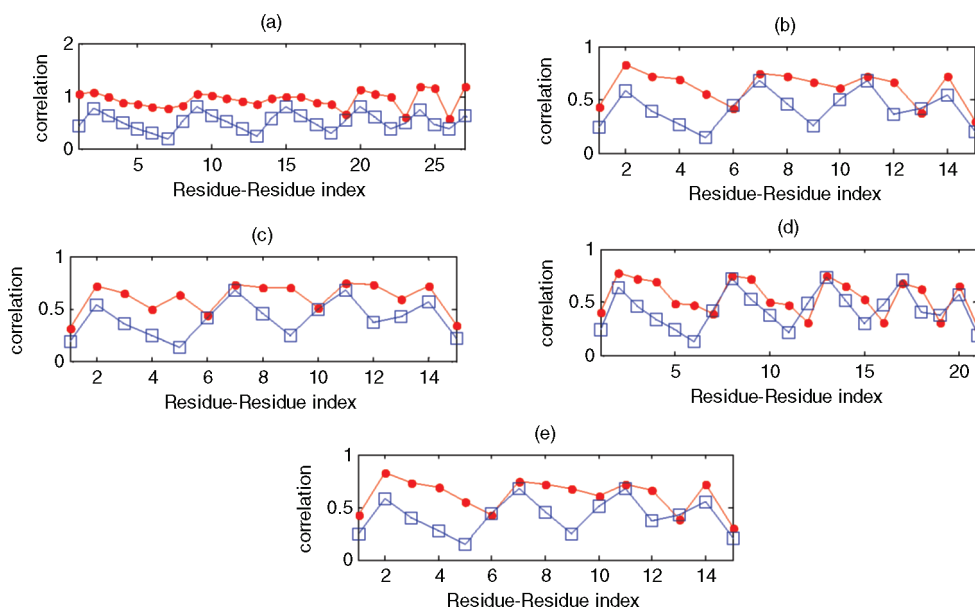 (a)
2
1
0
correlation
5 10 15 20 25
Residue-Residue index
(b)
1
0.5
0
correlation
2 4 6 8 10 12 14
Residue-Residue index
(c)
1
0.5
0
correlation
2 4 6 8 10 12 14
Residue-Residue index
(d)
1
0.5
0
correlation
5 10 15 20
Residue-Residue index
(e)
1
0.5
0
correlation
2 4 6 8 10 12 14
Residue-Residue index